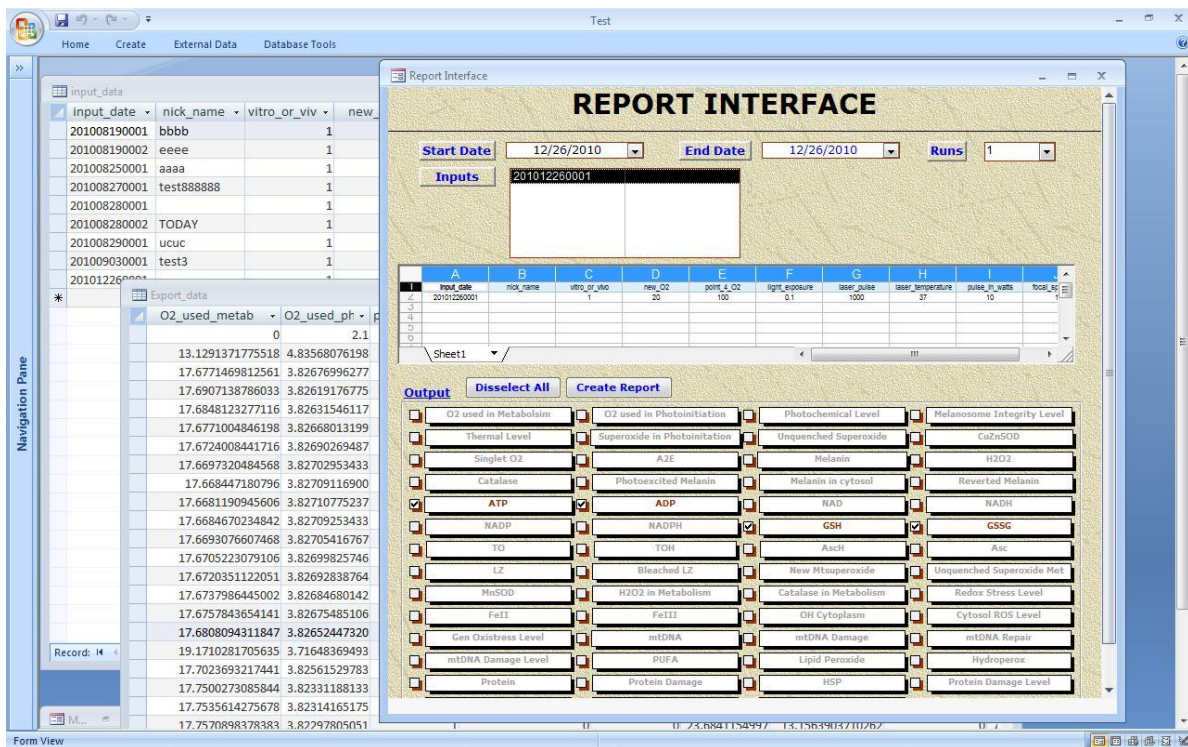 Test
Home Create External Data Database Tools
Navigation Pane
input_data
input_date nick_name vitro_or_viv new_
201008190001 bbbb 1
201008190002 eeee 1
201008250001 aaaa 1
201008270001 test888888 1
201008280001 1
201008280002 TODAY 1
201008290001 ucuc 1
201009030001 test3 1
201012260001 1
Record:
Export_data
O2_used_metab O2_used_ph p
0 2.1
13.1291371775518 4.83568076198
17.6771469812561 3.82676996277
17.6907138786033 3.82619176775
17.6848123277116 3.82631546117
17.6771004846198 3.82668013199
17.6724008441716 3.82690269487
17.6697320484568 3.82702953433
17.668447180796 3.82709116900
17.6681190945606 3.82710775237
17.6684670234842 3.82709253433
17.6693076607468 3.82705416767
17.6705223079106 3.82699825746
17.6720351122051 3.82692838764
17.6737986445002 3.82684680142
17.6757843654141 3.82675485106
17.6808094311847 3.82652447320
19.1710281705635 3.71648369493
17.7023693217441 3.82561529783
17.7500273085844 3.82331188133
17.7535614275678 3.82314165175
17.7570898378383 3.82297805051
Report Interface
REPORT INTERFACE
Start Date 12/26/2010 End Date 12/26/2010 Runs 1
Inputs 201012260001
A B C D E F G H I J
1 Input_date nick_name vitro_or_vivo new_O2 point_4_O2 light_exposure laser_pulse laser_temperature pulse_in_watts focal_sp
2 201012260001 1 20 100 0.1 1000 37 10 1
3
4
5
6
Sheet1
Output Disselect All Create Report
O2 used in Metabolsim O2 used in Photoinitiation Photochemical Level Melanosome Integrity Level
Thermal Level Superoxide in Photoinitation Unquenched Superoxide CuZnSOD
Singlet O2 A2E Melanin H2O2
Catalase Photoexcited Melanin Melanin in cytosol Reverted Melanin
ATP ADP NAD NADH
NADP NADPH GSH GSSG
TO TOH AscH Asc
LZ Bleached LZ New Mtsuperoxide Unquenched Superoxide Met
MnSOD H2O2 in Metabolism Catalase in Metabolism Redox Stress Level
FeII FeIII OH Cytoplasm Cytosol ROS Level
Gen Oxistress Level mtDNA mtDNA Damage mtDNA Repair
mtDNA Damage Level PUFA Lipid Peroxide Hydroperox
Protein Protein Damage HSP Protein Damage Level
M...
Form View